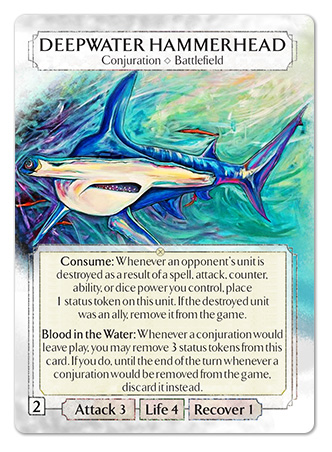 DEEPWATER HAMMERHEAD
Conjuration ◇ Battlefield
Consume: Whenever an opponent's unit is
destroyed as a result of a spell, attack, counter,
ability, or dice power you control, place
1 status token on this unit. If the destroyed unit
was an ally, remove it from the game.
Blood in the Water: Whenever a conjuration would
leave play, you may remove 3 status tokens from this
card. If you do, until the end of the turn whenever a
conjuration would be removed from the game,
discard it instead.
2 Attack 3 Life 4 Recover 1